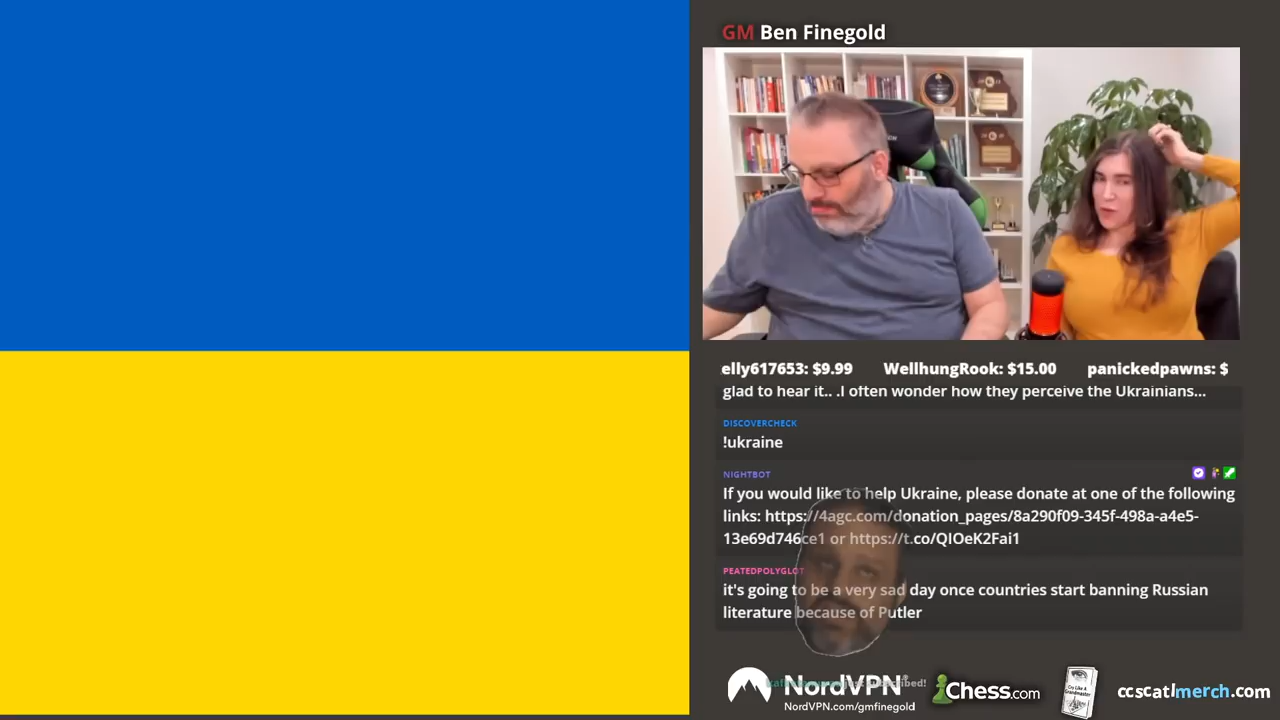 GM Ben Finegold
elly617653: $9.99 WellhungRook: $15.00 panickedpawns: $
glad to hear it.. .I often wonder how they perceive the Ukrainians...
DISCOVERCHECK
!ukraine
NIGHTBOT
If you would like to help Ukraine, please donate at one of the following
links: https://4agc.com/donation_pages/8a290f09-345f-498a-a4e5-
13e69d746ce1 or https://t.co/QIOeK2Fai1
PEATEDPOLYGLOT
it's going to be a very sad day once countries start banning Russian
literature because of Putler
subscribed!
NordVPN
NordVPN.com/gmfinegold
Chess.com
Cry Like A
Grandmaster
ccscatlmerch.com